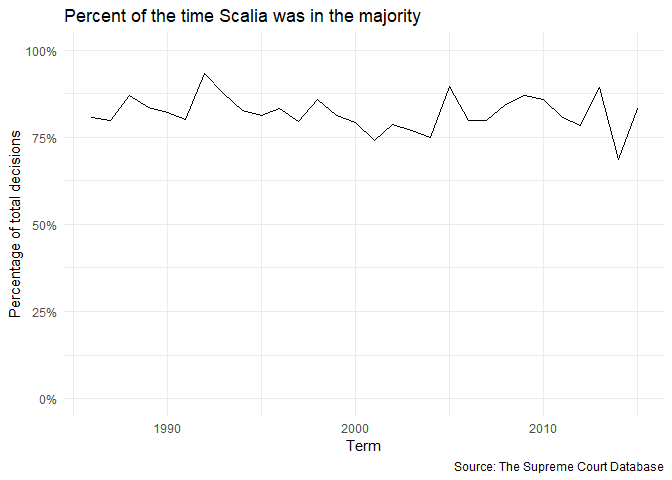 Percent of the time Scalia was in the majority
100%
75%
50%
25%
0%
Percentage of total decisions
1990
2000
2010
Term
Source: The Supreme Court Database